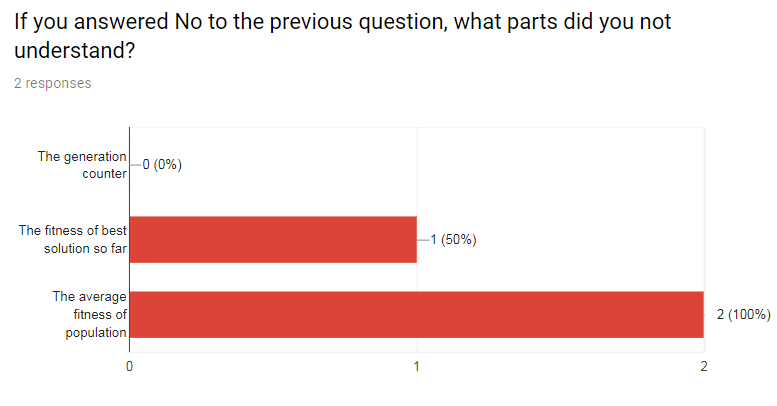 If you answered No to the previous question, what parts did you not
understand?
2 responses
The generation
counter
0 (0%)
The fitness of best
solution so far
1 (50%)
The average
fitness of
population
2 (100%)
0
1
2